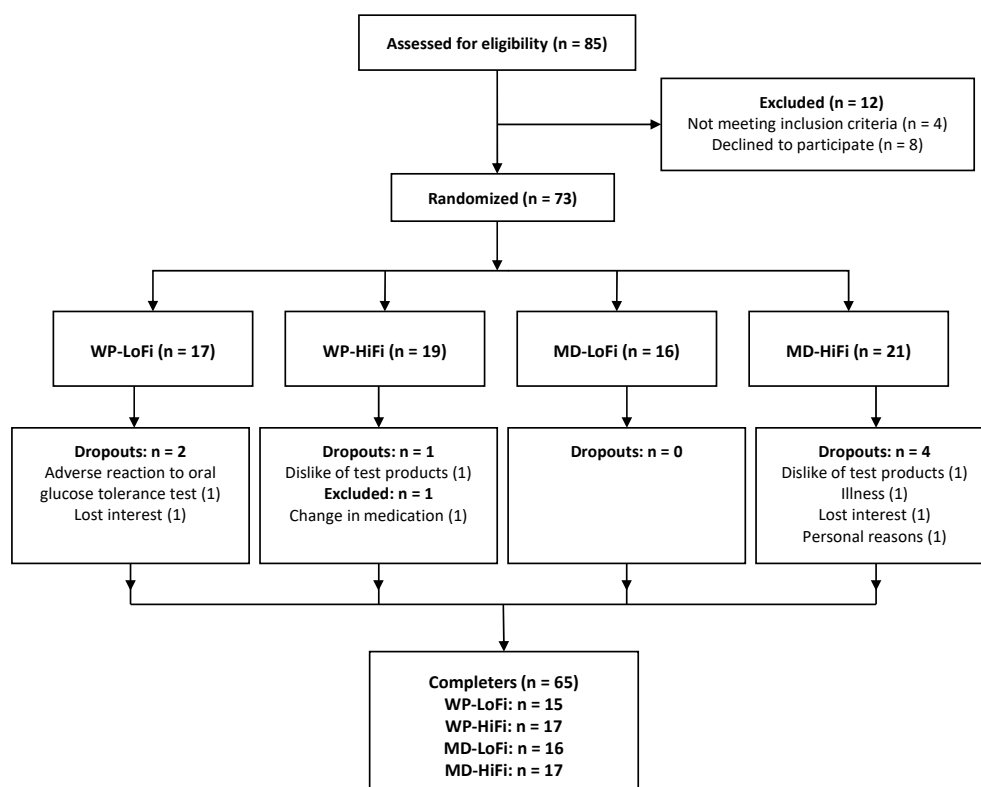 Assessed for eligibility (n = 85)
Excluded (n = 12)
Not meeting inclusion criteria (n = 4)
Declined to participate (n = 8)
Randomized (n = 73)
WP-LoFi (n = 17)
WP-HiFi (n = 19)
MD-LoFi (n = 16)
MD-HiFi (n = 21)
Dropouts: n = 2
Adverse reaction to oral
glucose tolerance test (1)
Lost interest (1)
Dropouts: n = 1
Dislike of test products (1)
Excluded: n = 1
Change in medication (1)
Dropouts: n = 0
Dropouts: n = 4
Dislike of test products (1)
Illness (1)
Lost interest (1)
Personal reasons (1)
Completers (n = 65)
WP-LoFi: n = 15
WP-HiFi: n = 17
MD-LoFi: n = 16
MD-HiFi: n = 17